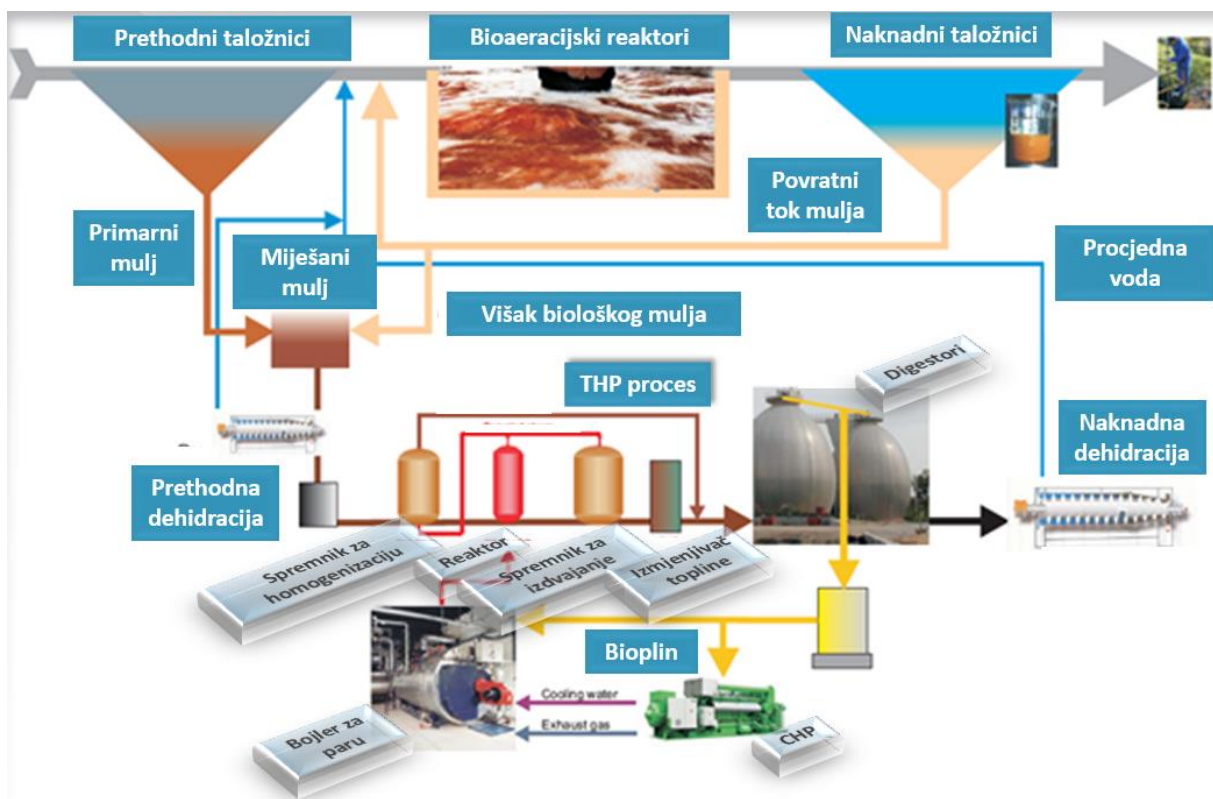 Prethodni taložnici
Bioaeracijski reaktori
Naknadni taložnici
Povratni
tok mulja
Primarni
mulj
Miješani
mulj
Procjedna
voda
Višak biološkog mulja
THP proces
Digestori
Naknadna
dehidracija
Prethodna
dehidracija
Spremnik za
homogenizaciju
Reaktor
Spremnik za
izdvajanje
Izmjenjivač
topline
Bioplin
Cooling water
Exhaust gas
Bojler za
paru
CHP